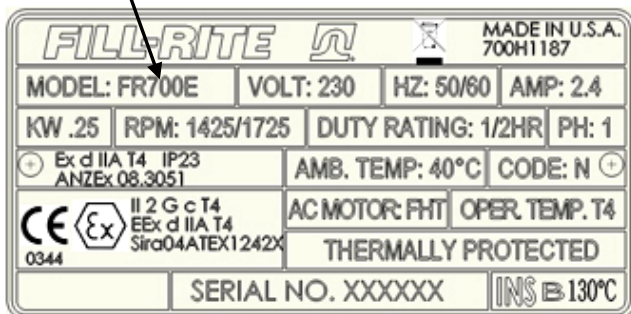 FILL-RITE MADE IN U.S.A.
700H1187
MODEL: FR700E VOLT: 230 HZ: 50/60 AMP: 2.4
KW .25 RPM: 1425/1725 DUTY RATING: 1/2HR PH: 1
Ex d IIA T4 IP23
ANZEx 08.3051
AMB. TEMP: 40°C CODE: N
CE Ex
0344
II 2 G c T4
EEx d IIA T4
Sira04ATEX1242X
AC MOTOR: FHT OPER. TEMP. T4
THERMALLY PROTECTED
SERIAL NO. XXXXXX INS B 130°C